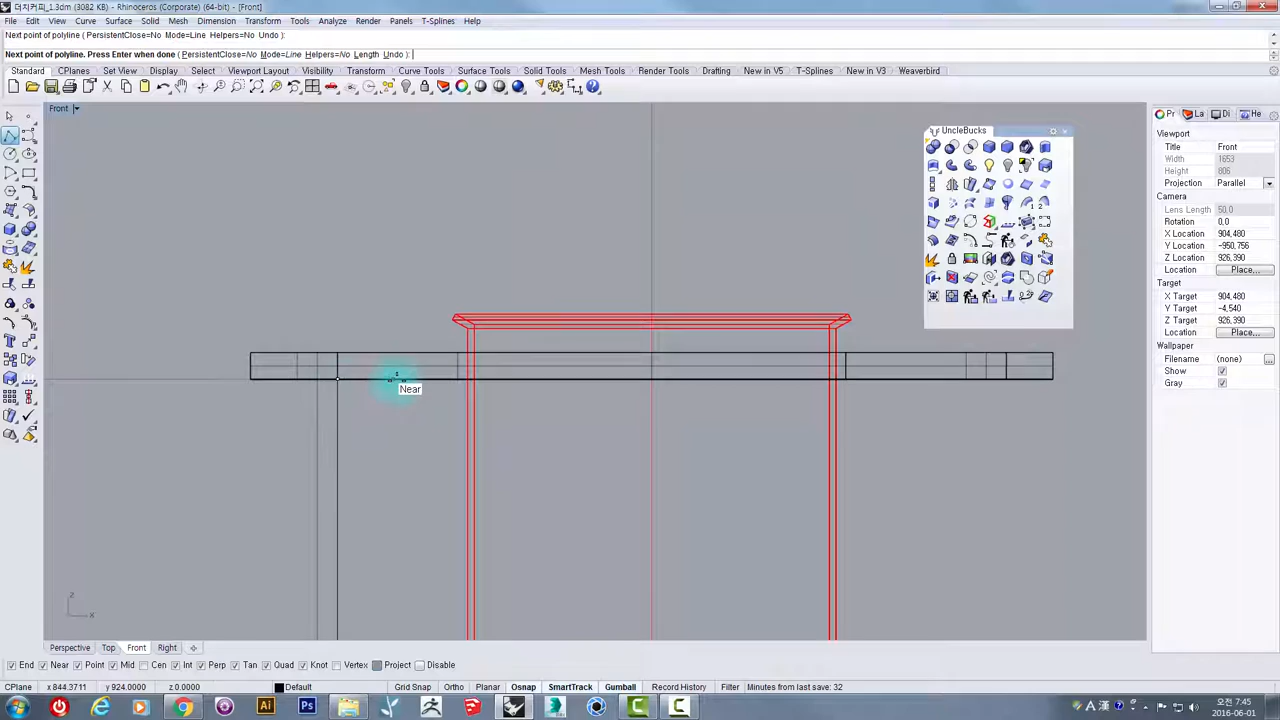 더치커피_1.3dm (3082 KB) - Rhinoceros (Corporate) (64-bit) - [Front]
File Edit View Curve Surface Solid Mesh Dimension Transform Tools Analyze Render Panels T-Splines Help
Next point of polyline ( PersistentClose=No Mode=Line Helpers=No Undo ):
Next point of polyline. Press Enter when done ( PersistentClose=No Mode=Line Helpers=No Length Undo ):
Standard CPlanes Set View Display Select Viewport Layout Visibility Transform Curve Tools Surface Tools Solid Tools Mesh Tools Render Tools Drafting New in V5 T-Splines New in V3 Weaverbird
Front
UncleBucks
Near
Pr La Di He
Viewport
Title Front
Width 1653
Height 806
Projection Parallel
Camera
Lens Length 50.0
Rotation 0,0
X Location 904,480
Y Location -950,756
Z Location 926,390
Location Place...
Target
X Target 904,480
Y Target -4,540
Z Target 926,390
Location Place...
Wallpaper
Filename (none)
Show
Gray
z
x
Perspective Top Front Right
End Near Point Mid Cen Int Perp Tan Quad Knot Vertex Project Disable
CPlane x 844.3711 y 924.0000 z 0.0000 Default Grid Snap Ortho Planar Osnap SmartTrack Gumball Record History Filter Minutes from last save: 32
Ai Ps
A 漢
오전 7:45
2016-06-01